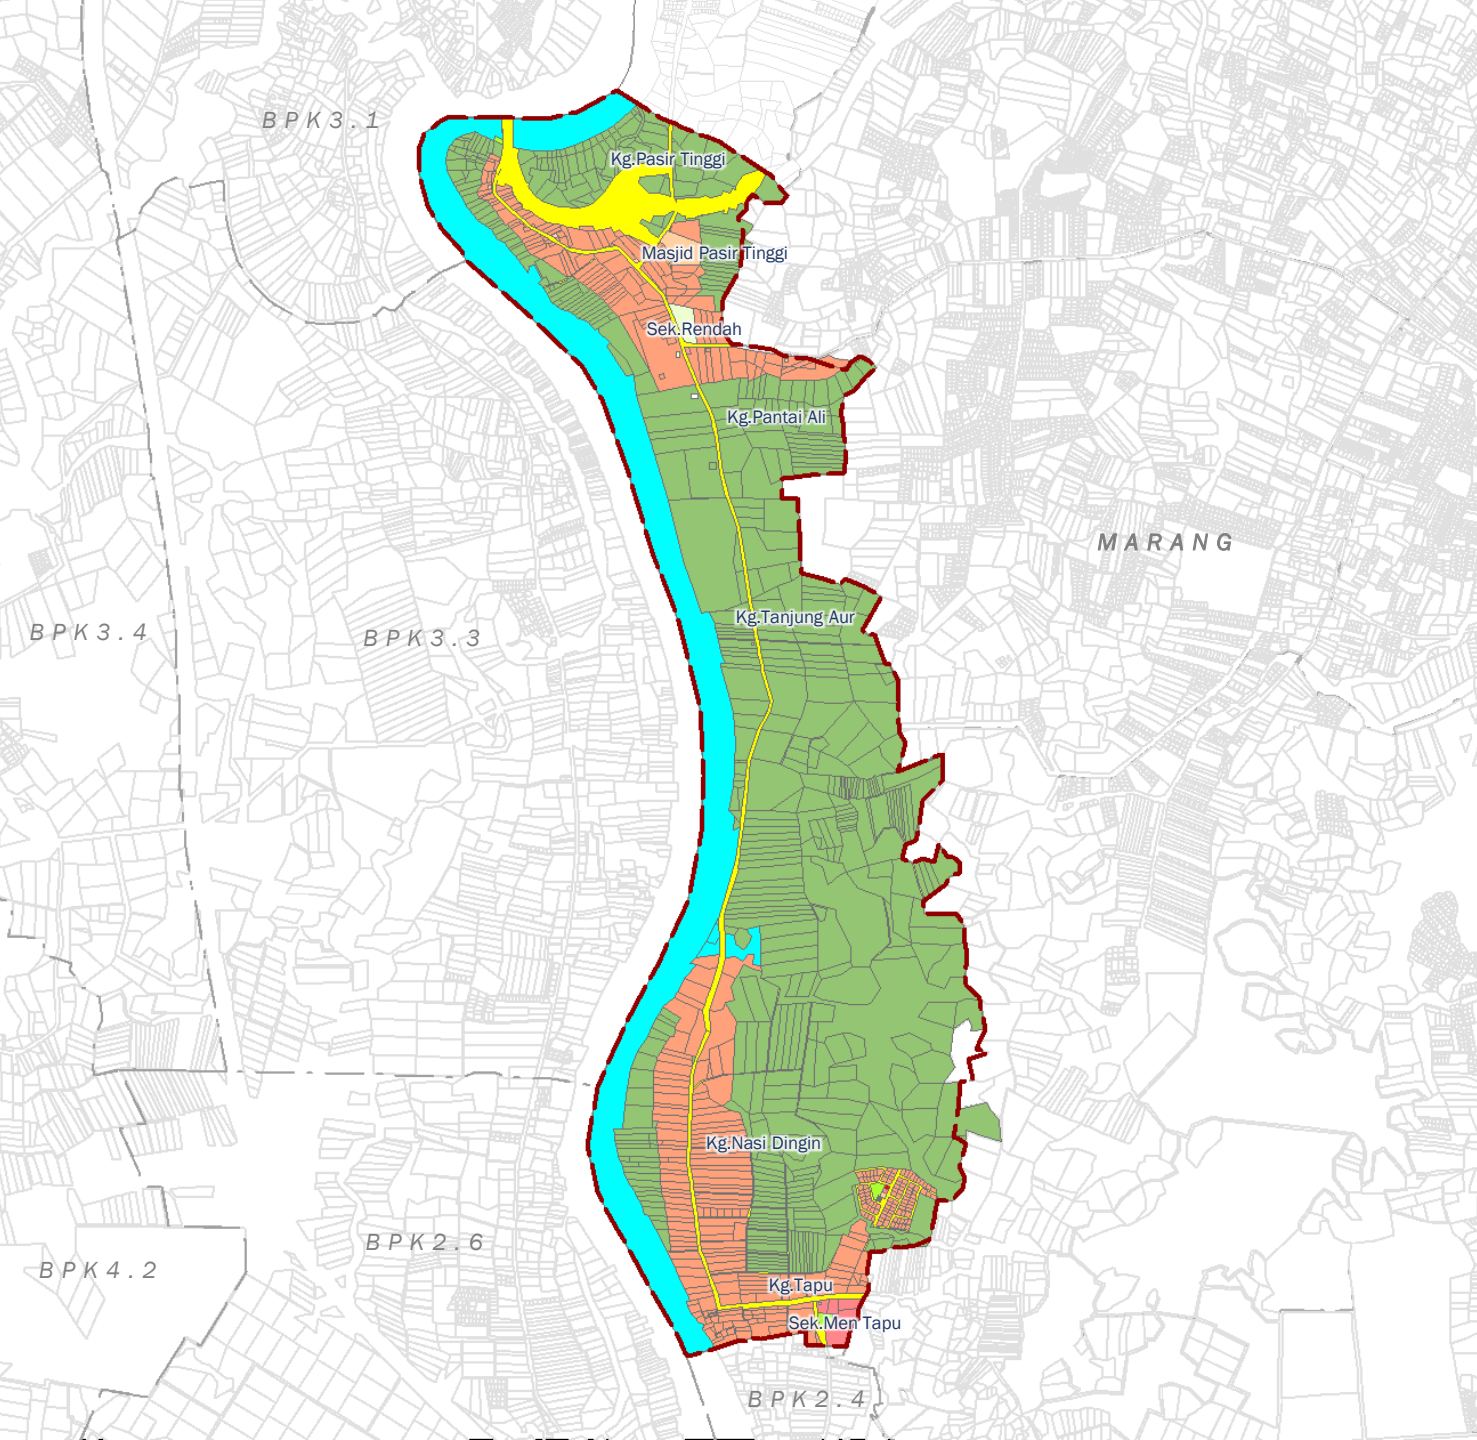 BPK3.1
Kg.Pasir Tinggi
Masjid Pasir Tinggi
Sek.Rendah
Kg.Pantai Ali
MARANG
Kg.Tanjung Aur
BPK3.4
BPK3.3
Kg.Nasi Dingin
BPK2.6
BPK4.2
Kg.Tapu
Sek.Men Tapu
BPK2.4